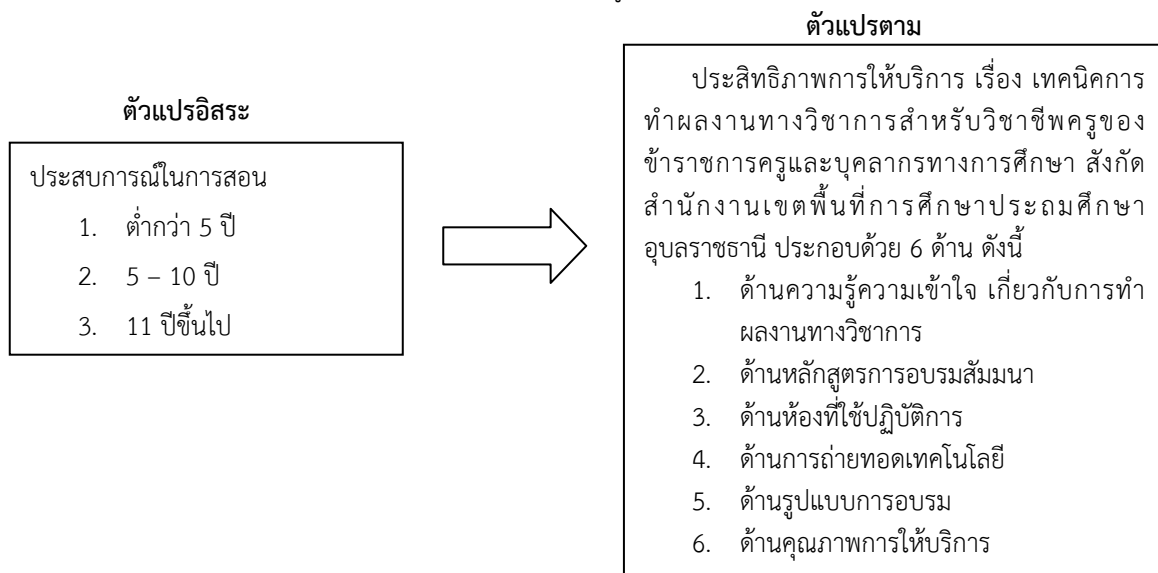 ตัวแปรอิสระ
ประสบการณ์ในการสอน
1. ต่ำกว่า 5 ปี
2. 5 – 10 ปี
3. 11 ปีขึ้นไป
ตัวแปรตาม
ประสิทธิภาพการให้บริการ เรื่อง เทคนิคการ
ทำผลงานทางวิชาการสำหรับวิชาชีพครูของ
ข้าราชการครูและบุคลากรทางการศึกษา สังกัด
สำนักงานเขตพื้นที่การศึกษาประถมศึกษา
อุบลราชธานี ประกอบด้วย 6 ด้าน ดังนี้
1. ด้านความรู้ความเข้าใจ เกี่ยวกับการทำ
ผลงานทางวิชาการ
2. ด้านหลักสูตรการอบรมสัมมนา
3. ด้านห้องที่ใช้ปฏิบัติการ
4. ด้านการถ่ายทอดเทคโนโลยี
5. ด้านรูปแบบการอบรม
6. ด้านคุณภาพการให้บริการ